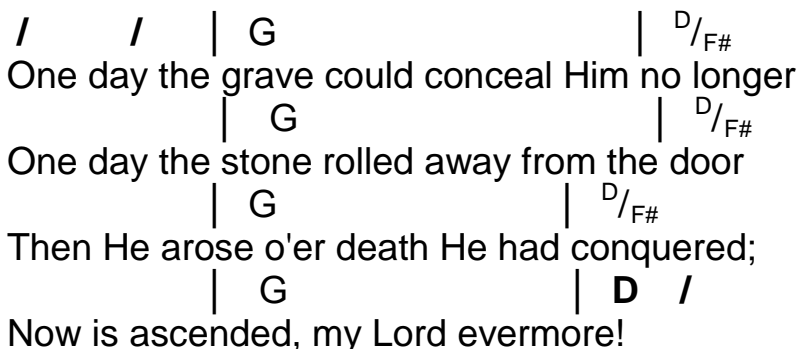 / / | G | D/F#
One day the grave could conceal Him no longer
| G | D/F#
One day the stone rolled away from the door
| G | D/F#
Then He arose o'er death He had conquered;
| G | D /
Now is ascended, my Lord evermore!